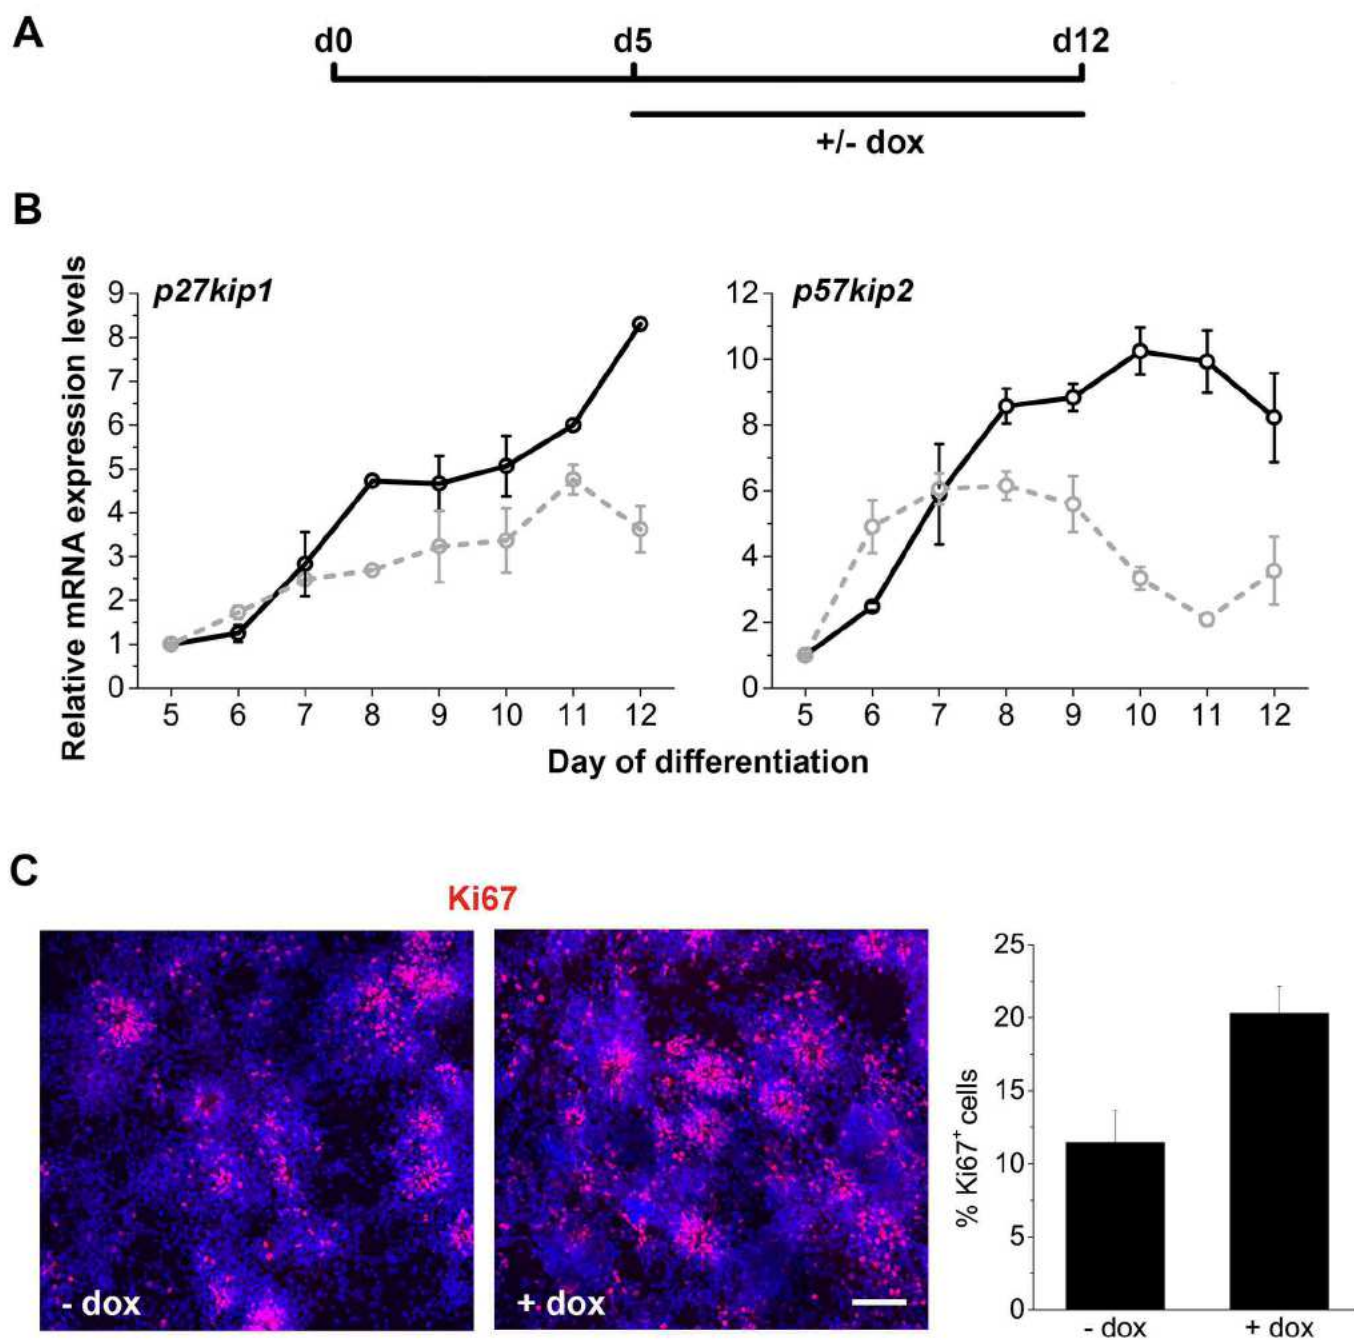 A
d0 d5 d12
+/- dox
B
Relative mRNA expression levels
p27kip1
9
8
7
6
5
4
3
2
1
0
5 6 7 8 9 10 11 12
p57kip2
12
10
8
6
4
2
0
5 6 7 8 9 10 11 12
Day of differentiation
C
Ki67
- dox
+ dox
% Ki67+ cells
25
20
15
10
5
0
- dox + dox